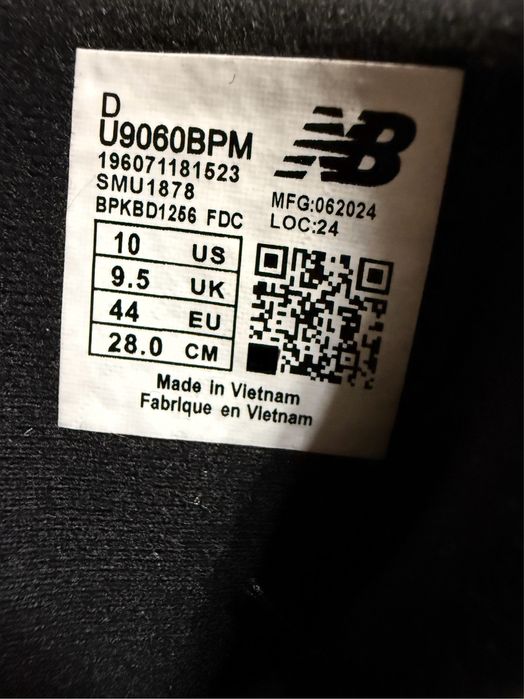 D
U9060BPM
196071181523
SMU1878
BPKBD1256 FDC
NB
MFG:062024
LOC:24
10 US
9.5 UK
44 EU
28.0 CM
Made in Vietnam
Fabrique en Vietnam